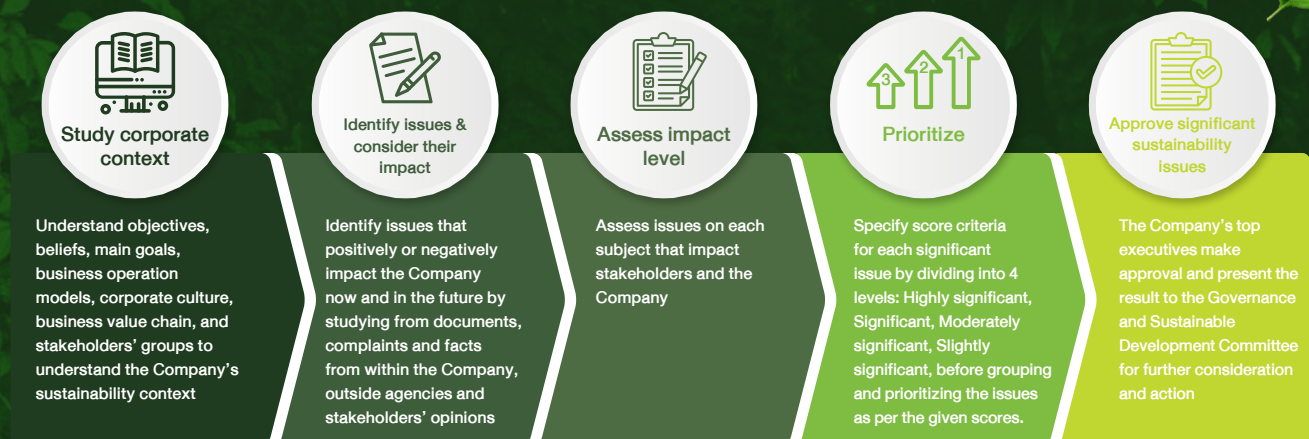 Study corporate
context
Understand objectives,
beliefs, main goals,
business operation
models, corporate culture,
business value chain, and
stakeholders' groups to
understand the Company's
sustainability context
Identify issues &
consider their
impact
Identify issues that
positively or negatively
impact the Company
now and in the future by
studying from documents,
complaints and facts
from within the Company,
outside agencies and
stakeholders' opinions
Assess impact
level
Assess issues on each
subject that impact
stakeholders and the
Company
3 2 1
Prioritize
Specify score criteria
for each significant
issue by dividing into 4
levels: Highly significant,
Significant, Moderately
significant, Slightly
significant, before grouping
and prioritizing the issues
as per the given scores.
Approve significant
sustainability
issues
The Company's top
executives make
approval and present the
result to the Governance
and Sustainable
Development Committee
for further consideration
and action